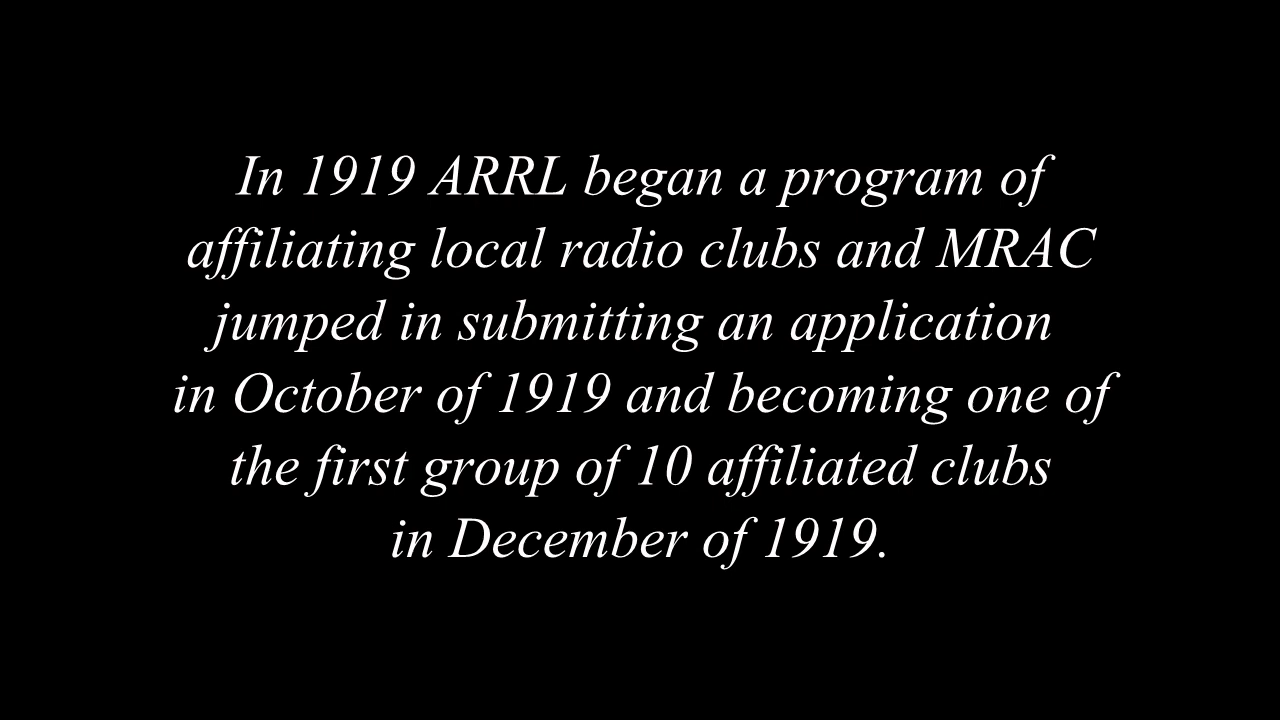 In 1919 ARRL began a program of
affiliating local radio clubs and MRAC
jumped in submitting an application
in October of 1919 and becoming one of
the first group of 10 affiliated clubs
in December of 1919.